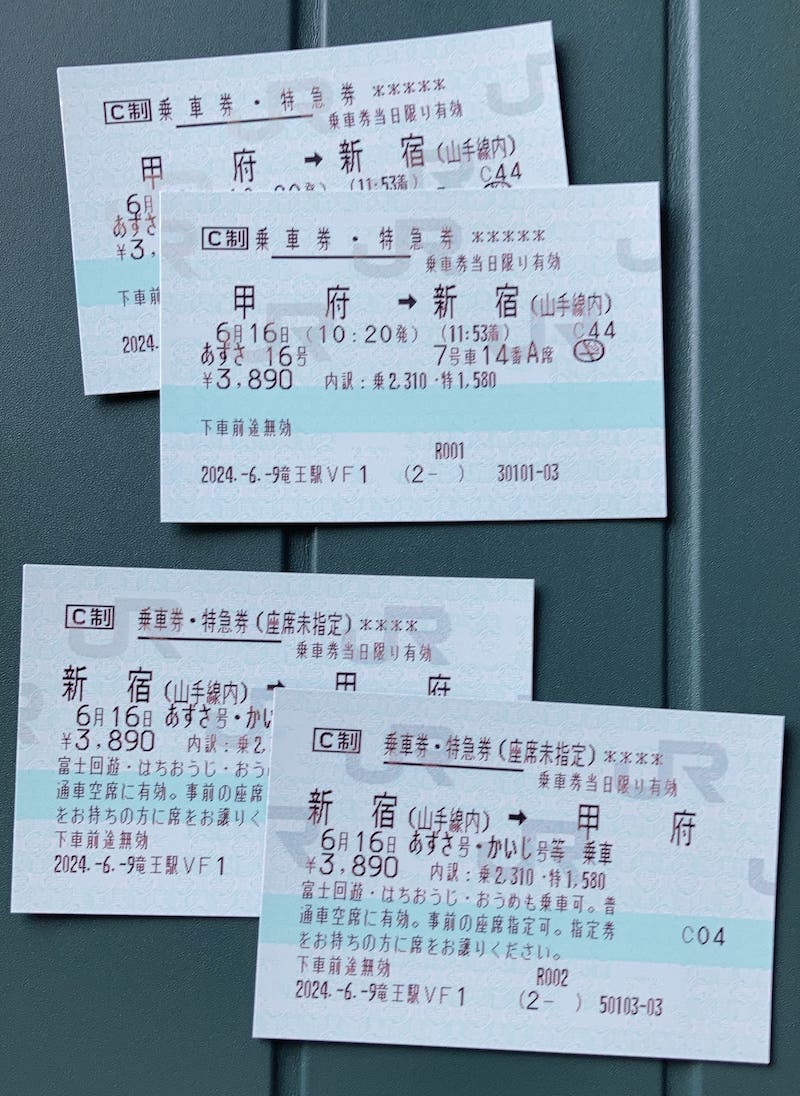 C制 乗車券・特急券 *****
乗車券当日限り有効
甲府 ➡ 新宿(山手線内)
6月 (11:53着) C44
あずさ
¥3,
下車前
2024.
C制 乗車券・特急券 *****
乗車券当日限り有効
甲府 ➡ 新宿(山手線内)
6月16日 (10:20発) (11:53着) C44
あずさ 16号 7号車14番A席
¥3,890 内訳:乗2,310・特1,580
下車前途無効
R001
2024.-6.-9竜王駅VF1 (2- ) 30101-03
C制 乗車券・特急券(座席未指定)****
乗車券当日限り有効
新宿(山手線内) ➡ 甲府
6月16日 あずさ号・かい
¥3,890 内訳:乗2,
富士回遊・はちおうじ・おう
通車空席に有効。事前の座席
をお持ちの方に席をお譲りく
下車前途無効
2024.-6.-9竜王駅VF1
C制 乗車券・特急券(座席未指定)****
乗車券当日限り有効
新宿(山手線内) ➡ 甲府
6月16日 あずさ号・かいじ号等 乗車
¥3,890 内訳:乗2,310・特1,580
富士回遊・はちおうじ・おうめも乗車可。普
通車空席に有効。事前の座席指定可。指定券
をお持ちの方に席をお譲りください。
C04
下車前途無効
R002
2024.-6.-9竜王駅VF1 (2- ) 50103-03